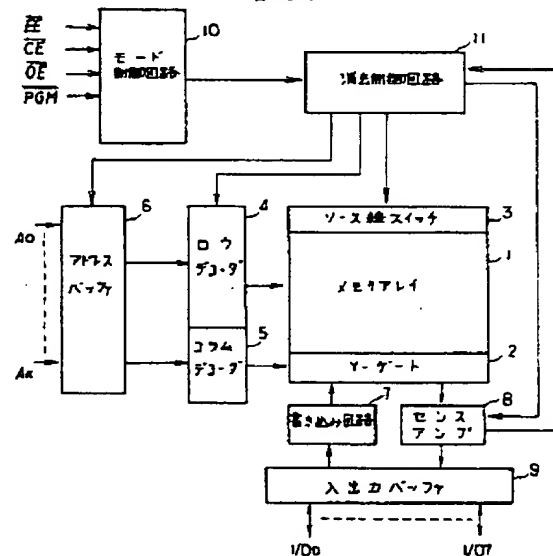 EE
CE
OE
PGM
10
モード
制御回路
11
消去制御回路
6
4
A0
アドレス
バッファ
ロウ
デコーダ
ソース線スイッチ
3
1
メモリアレイ
5
コラム
デコーダ
Yーゲート
2
7
書き込み回路
8
センス
アンプ
9
入出力バッファ
I/O0
I/O7